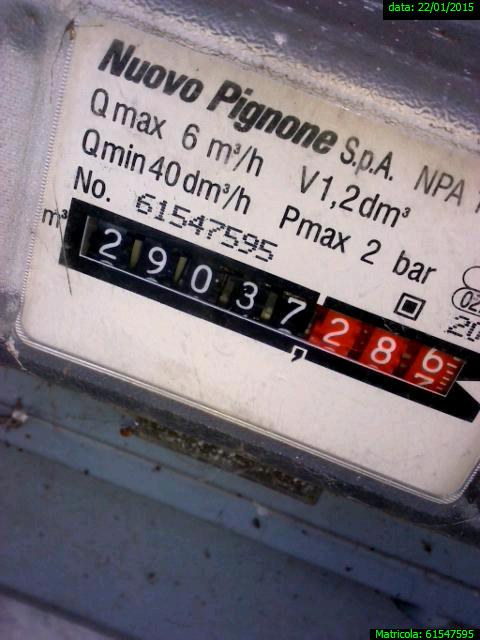 data: 22/01/2015
Nuovo Pignone S.p.A. NPA
Qmax 6 m³/h V1,2dm³
Qmin 40dm³/h Pmax 2 bar
No. 61547595
m³ 29037,286
7
Matricola: 61547595